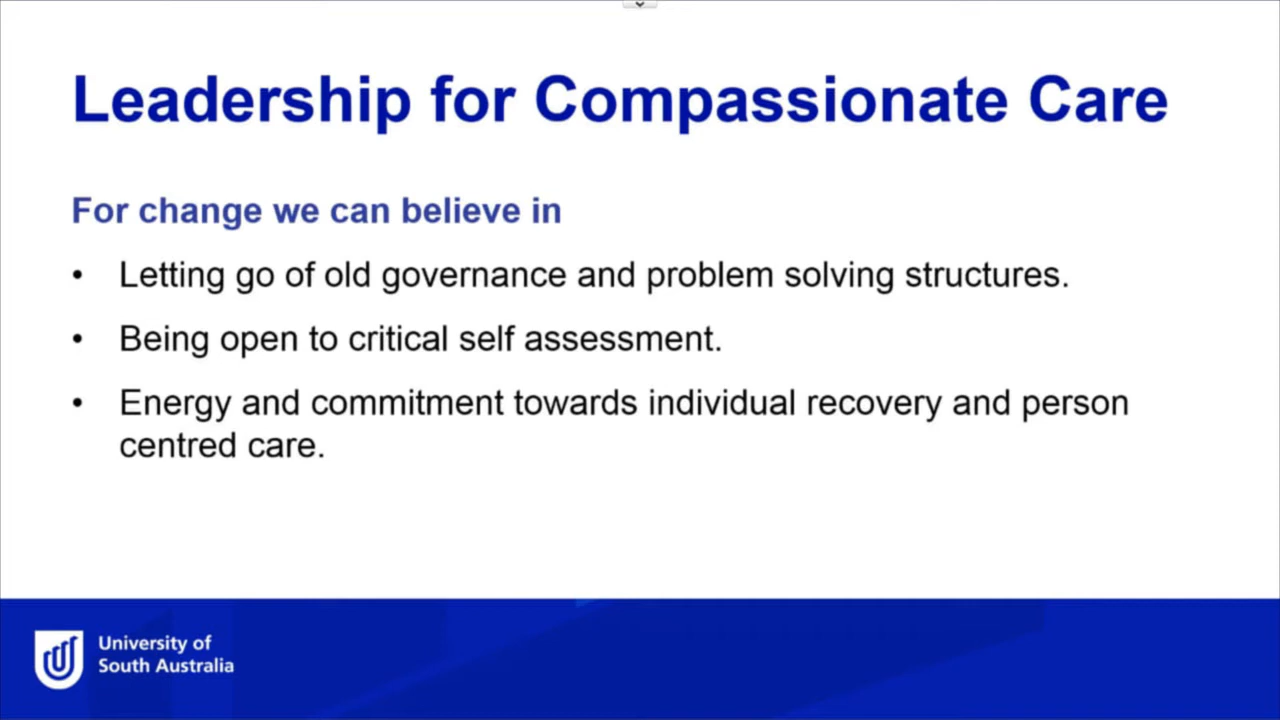 Leadership for Compassionate Care
For change we can believe in
• Letting go of old governance and problem solving structures.
• Being open to critical self assessment.
• Energy and commitment towards individual recovery and person
centred care.
University of
South Australia